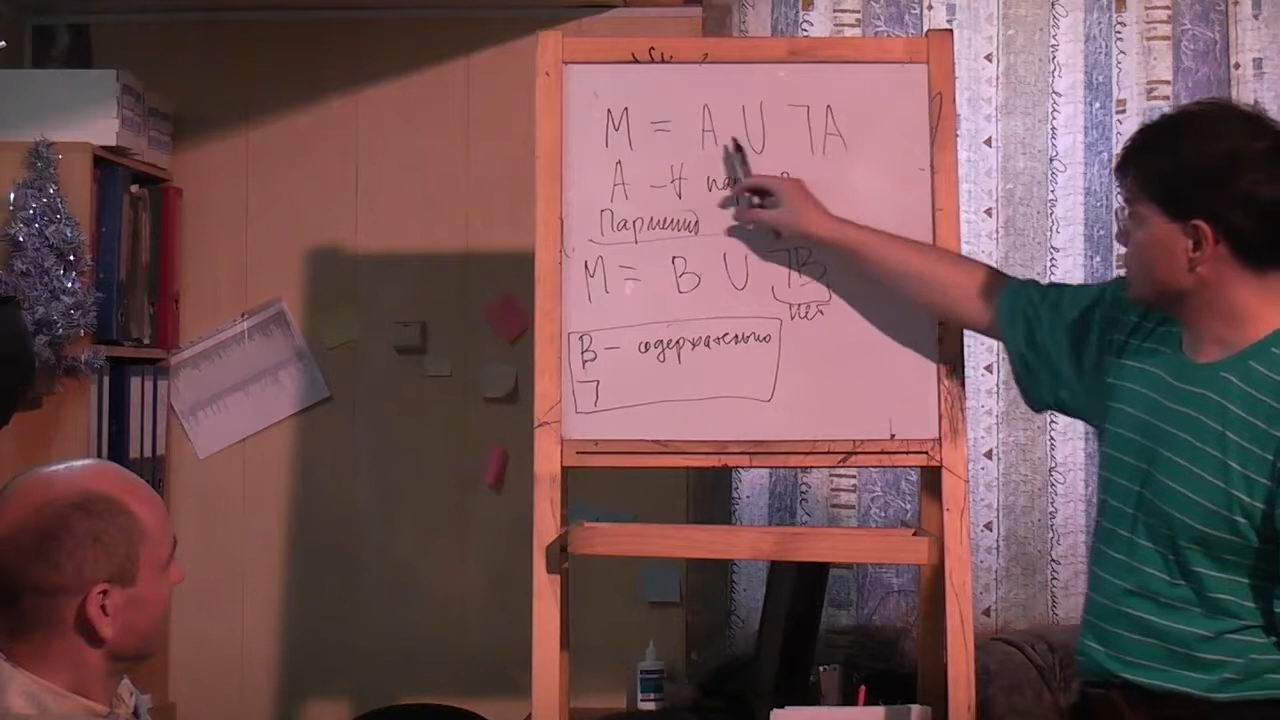 M = A U ⅂A
A – ∀
Парменид
M = B U ⅂B
нет
B – содержательно
⅂